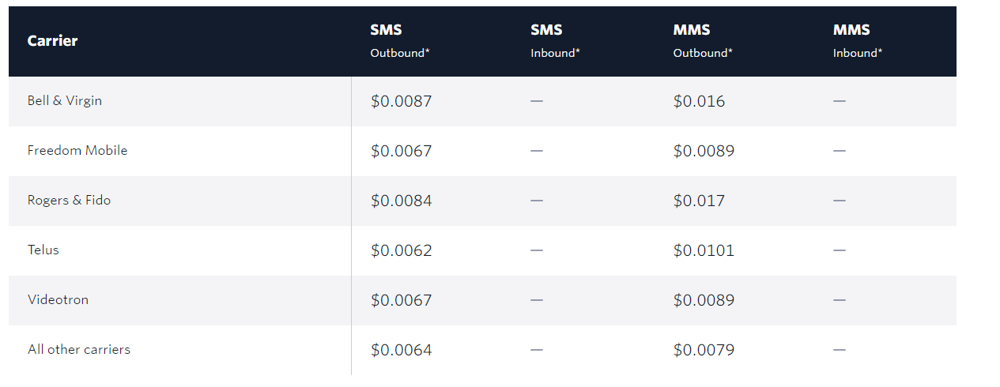 Carrier SMS Outbound* SMS Inbound* MMS Outbound* MMS Inbound*
Bell & Virgin $0.0087 — $0.016 —
Freedom Mobile $0.0067 — $0.0089 —
Rogers & Fido $0.0084 — $0.017 —
Telus $0.0062 — $0.0101 —
Videotron $0.0067 — $0.0089 —
All other carriers $0.0064 — $0.0079 —